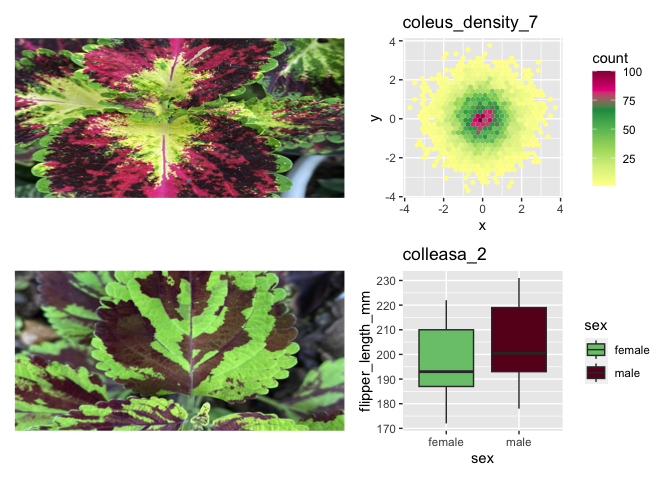 coleus_density_7
4
2
0
-2
-4
y
-4 -2 0 2 4
x
count
100
75
50
25
colleasa_2
230
220
210
200
190
180
170
flipper_length_mm
female male
sex
sex
female
male